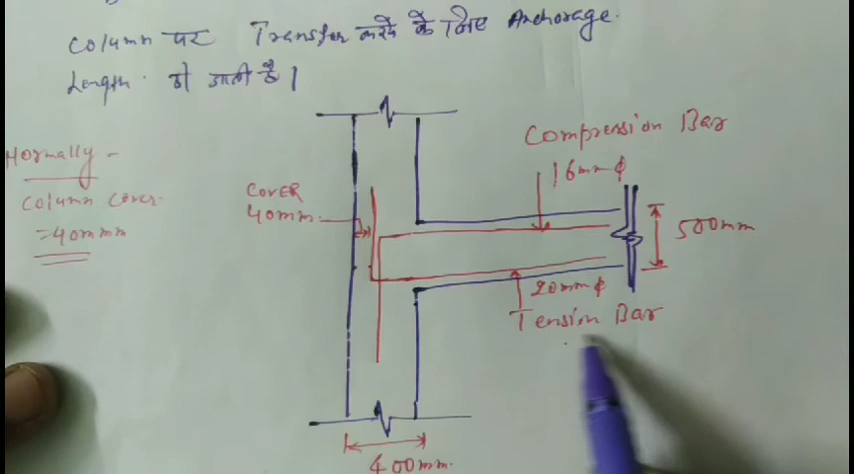 Column पर Transfer करने के लिए Anchorage.
Length. हो जाती है।
Compression Bar
16mm ϕ
Normally -
Column Cover
=40mmm
COVER
40mm.
500mm
20mm ϕ
Tension Bar
400mm.